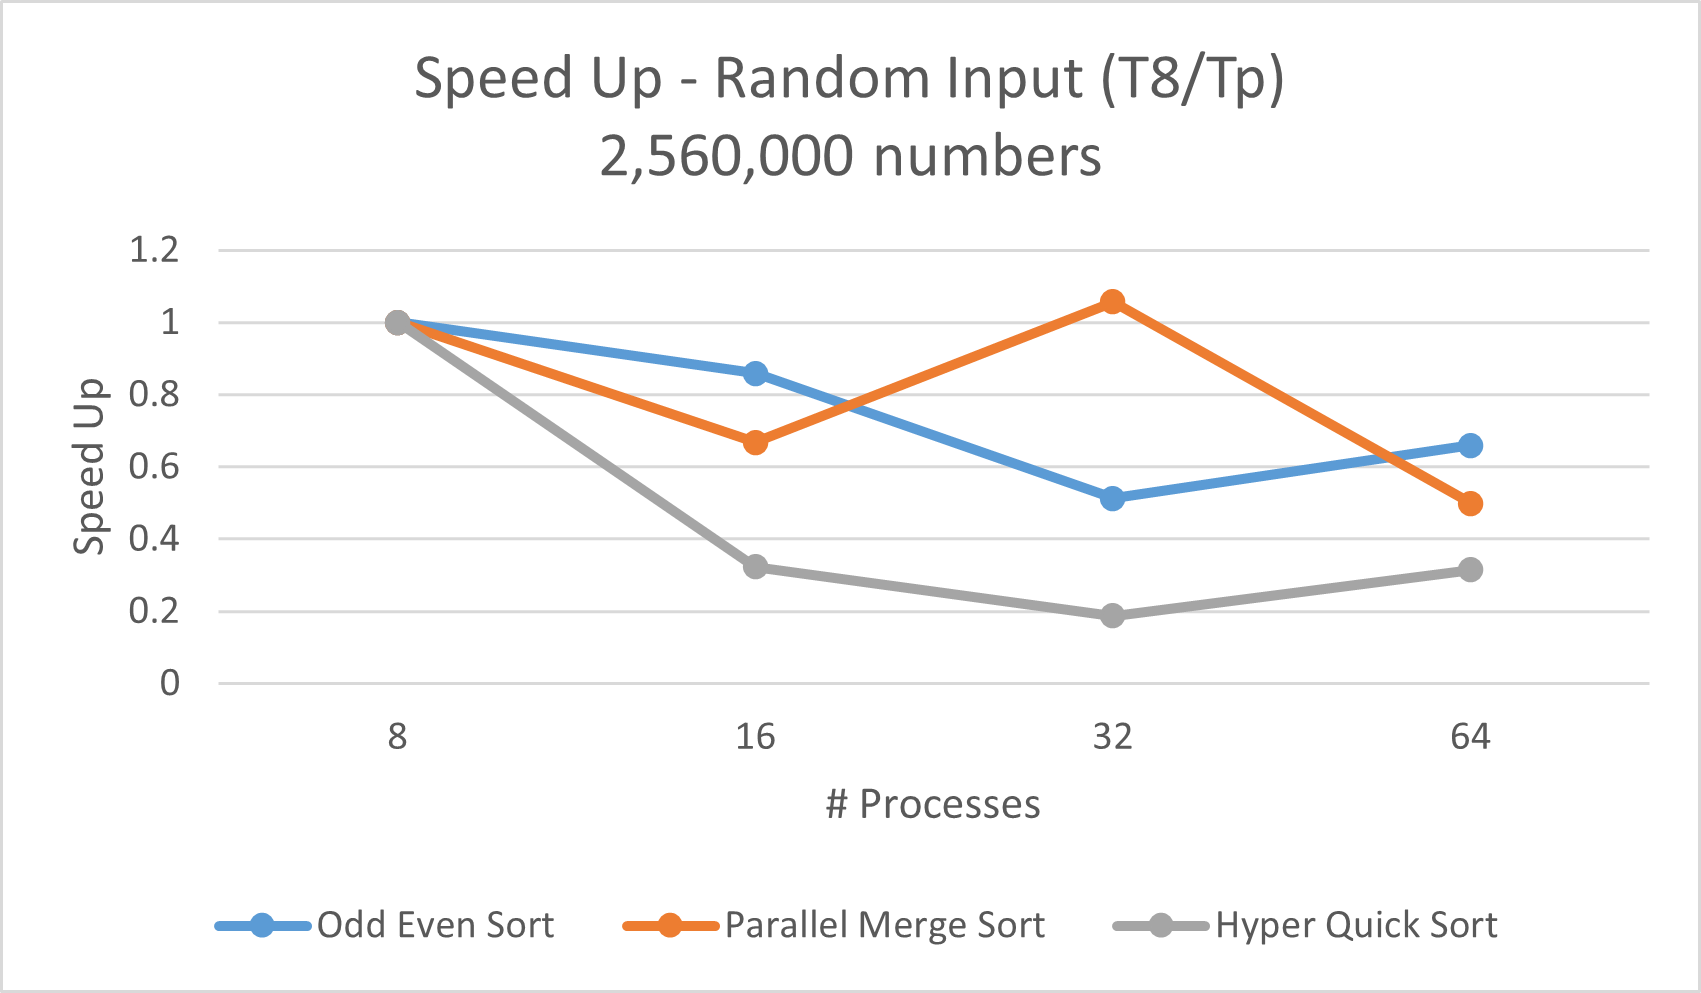 Speed Up - Random Input (T8/Tp)
2,560,000 numbers
1.2
1
0.8
0.6
0.4
0.2
0
Speed Up
8 16 32 64
# Processes
Odd Even Sort Parallel Merge Sort Hyper Quick Sort